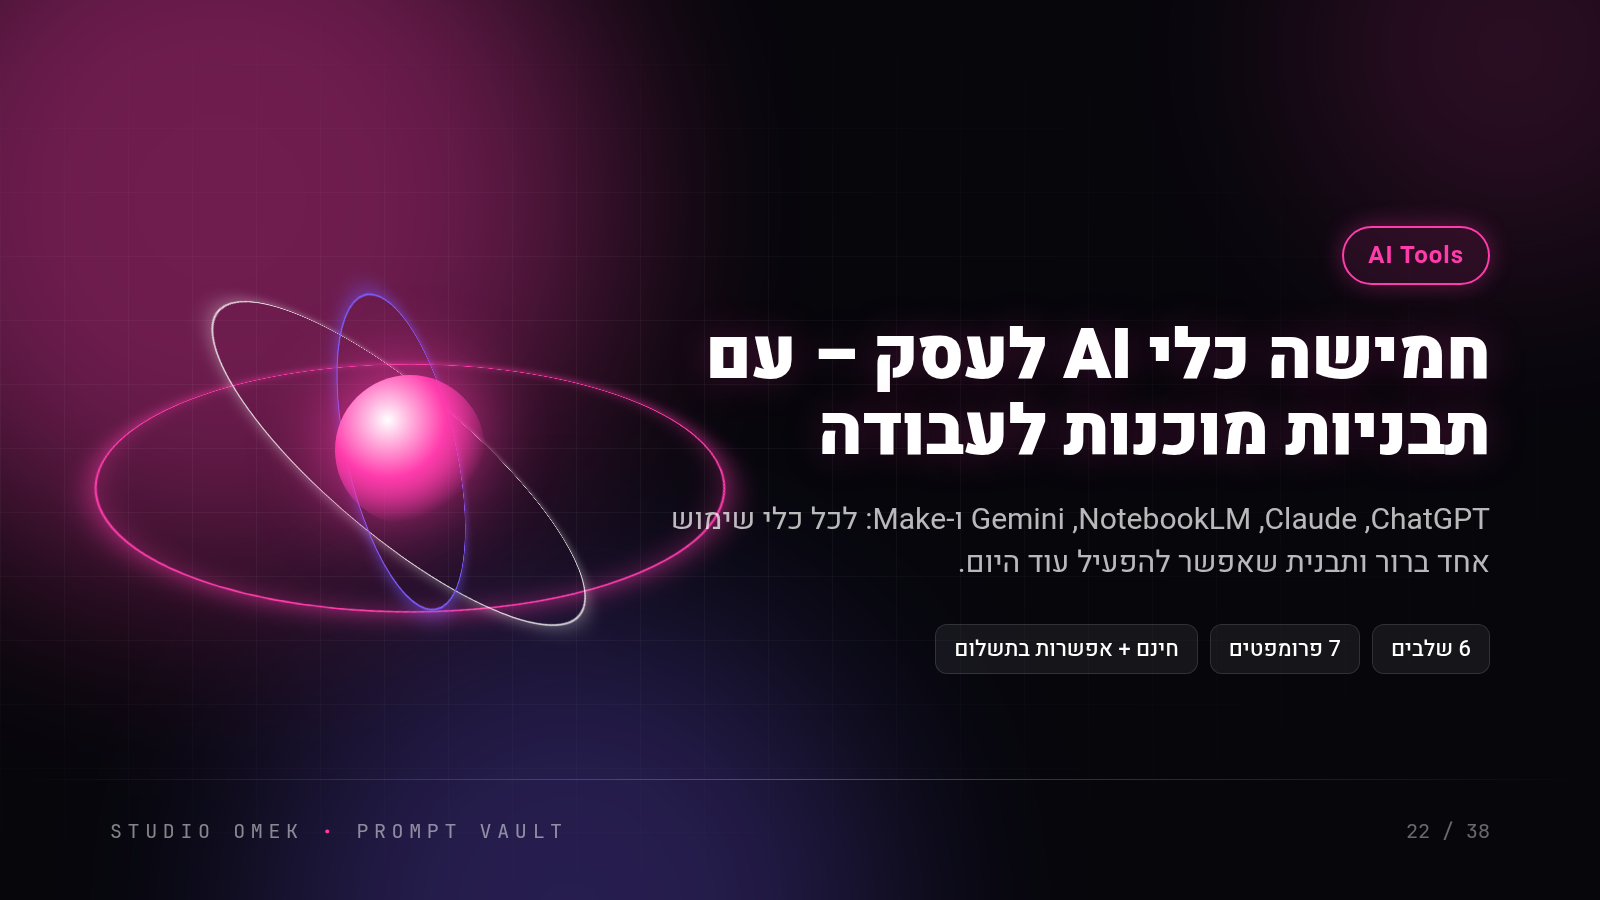 AI Tools
חמישה כלי AI לעסק – עם
תבניות מוכנות לעבודה
ChatGPT, Claude, NotebookLM, Gemini ו-Make: לכל כלי שימוש
אחד ברור ותבנית שאפשר להפעיל עוד היום.
6 שלבים
7 פרומפטים
חינם + אפשרות בתשלום
STUDIO OMEK • PROMPT VAULT
22 / 38